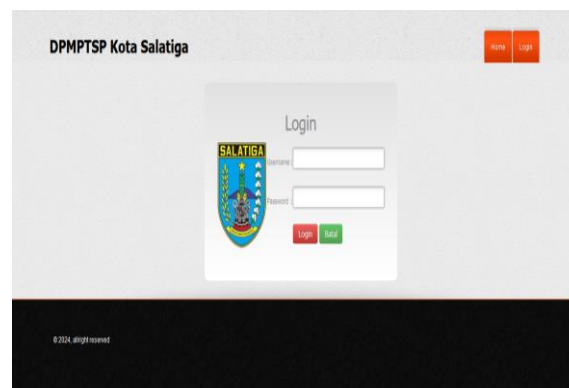 DPMPTSP Kota Salatiga
Home Login
Login
SALATIGA
Username :
Password :
Login Batal
© 2024, allright reserved